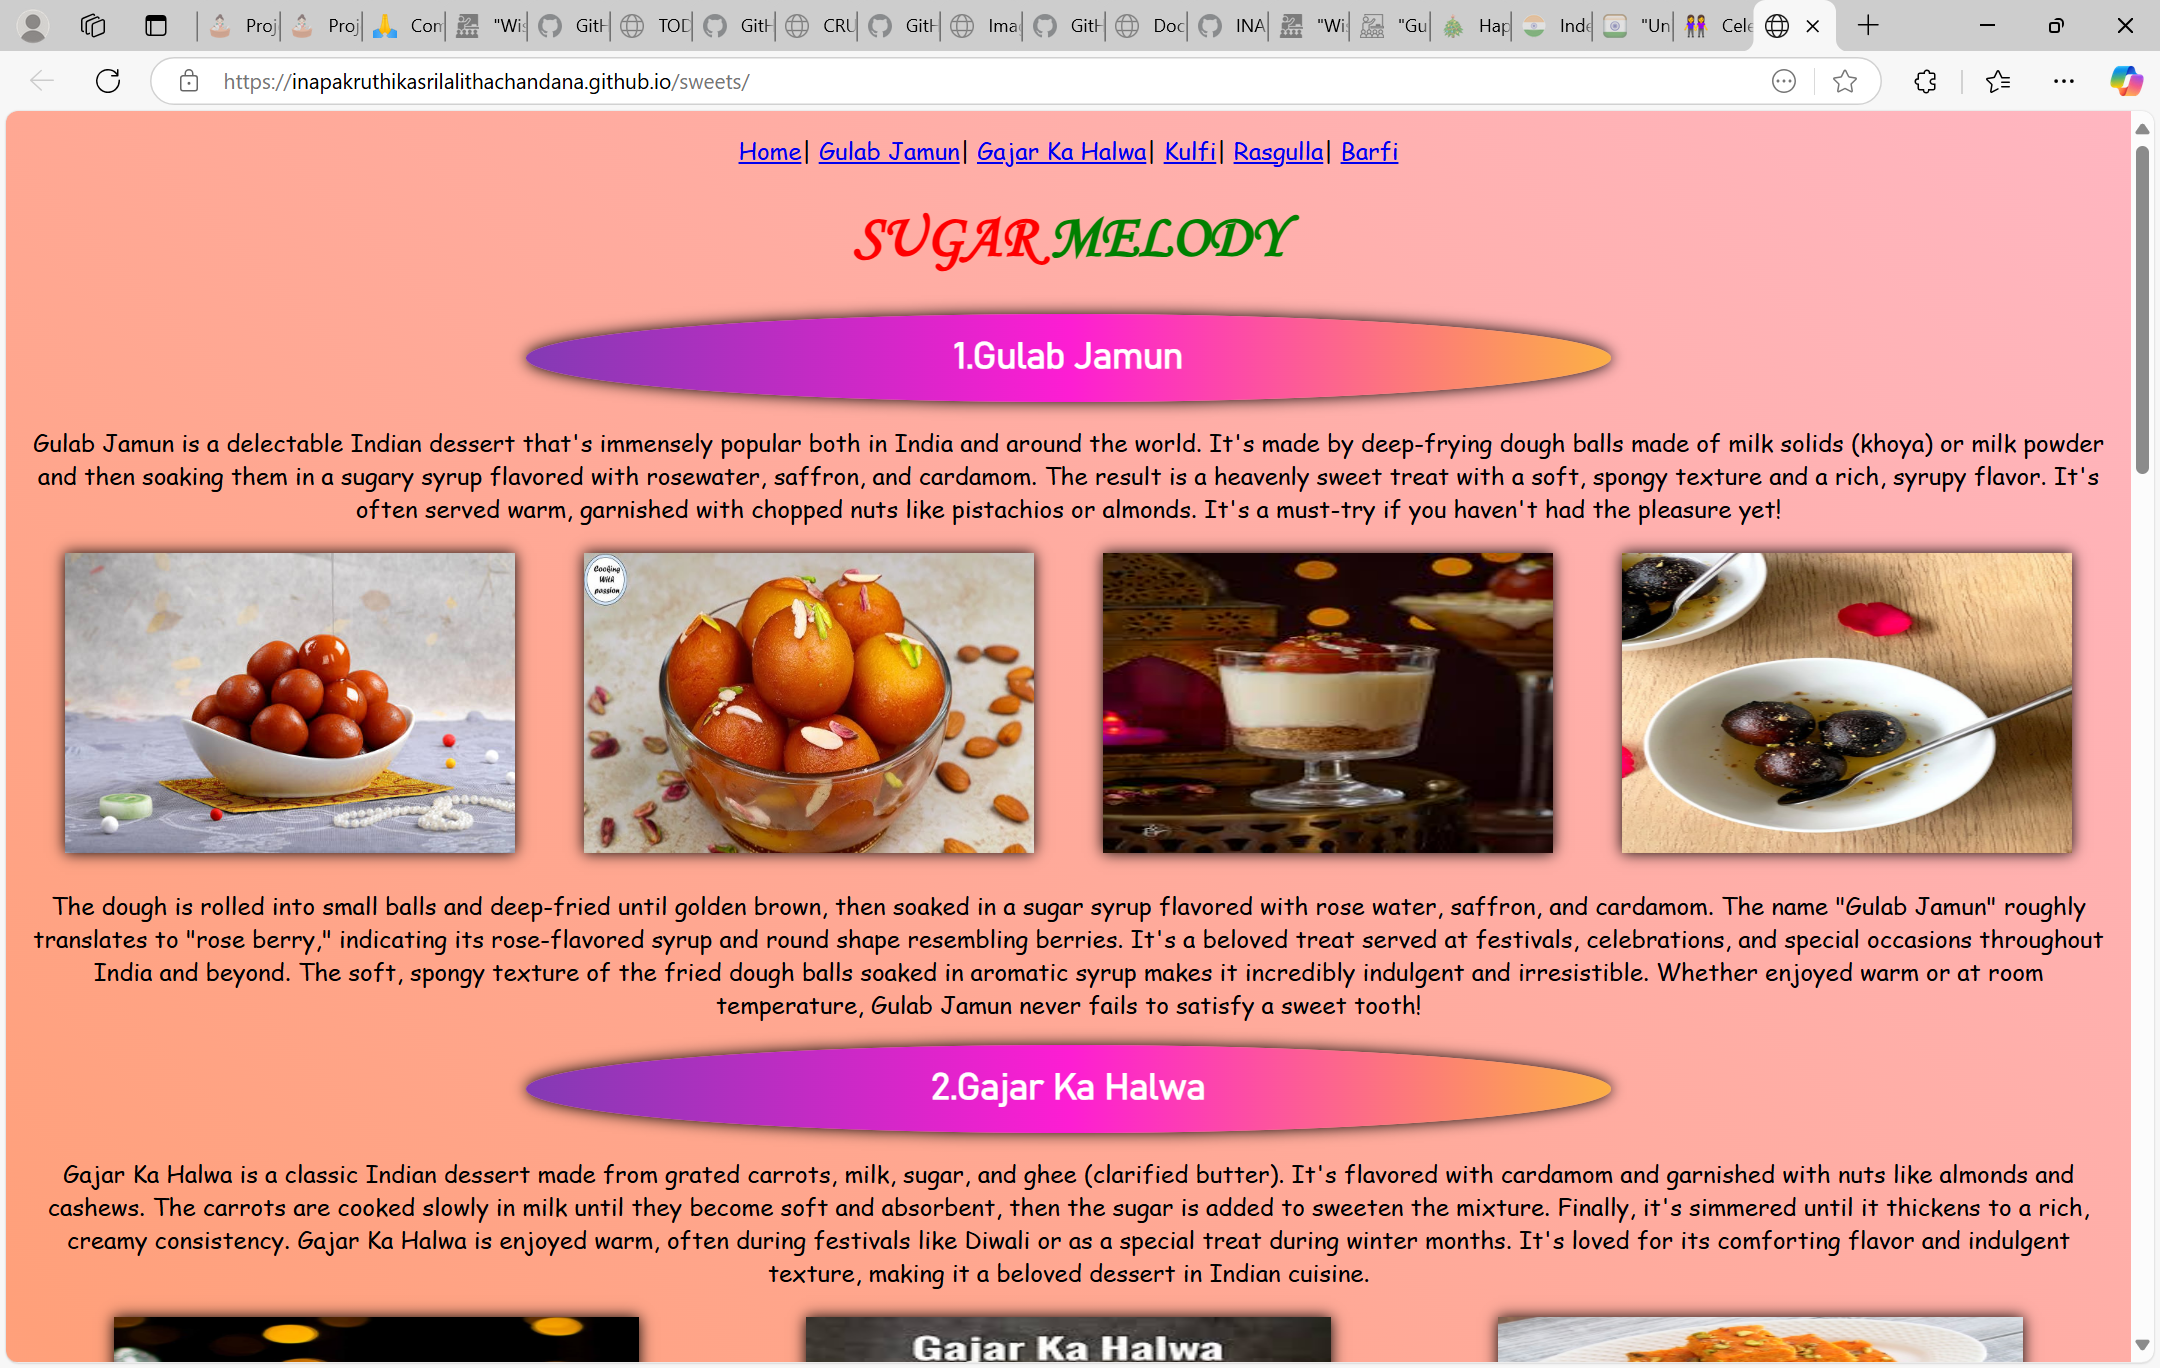 Proj
Proj
Com
"Wis
GitH
TOD
GitH
CRU
GitH
Ima
GitH
Doc
INA
"Wis
"Gu
Hap
Inde
"Un
Cele
https://inapakruthikasrilalithachandana.github.io/sweets/
Home| Gulab Jamun| Gajar Ka Halwa| Kulfi| Rasgulla| Barfi
SUGAR MELODY
1.Gulab Jamun
Gulab Jamun is a delectable Indian dessert that's immensely popular both in India and around the world. It's made by deep-frying dough balls made of milk solids (khoya) or milk powder
and then soaking them in a sugary syrup flavored with rosewater, saffron, and cardamom. The result is a heavenly sweet treat with a soft, spongy texture and a rich, syrupy flavor. It's
often served warm, garnished with chopped nuts like pistachios or almonds. It's a must-try if you haven't had the pleasure yet!
Cooking
With
passion
The dough is rolled into small balls and deep-fried until golden brown, then soaked in a sugar syrup flavored with rose water, saffron, and cardamom. The name "Gulab Jamun" roughly
translates to "rose berry," indicating its rose-flavored syrup and round shape resembling berries. It's a beloved treat served at festivals, celebrations, and special occasions throughout
India and beyond. The soft, spongy texture of the fried dough balls soaked in aromatic syrup makes it incredibly indulgent and irresistible. Whether enjoyed warm or at room
temperature, Gulab Jamun never fails to satisfy a sweet tooth!
2.Gajar Ka Halwa
Gajar Ka Halwa is a classic Indian dessert made from grated carrots, milk, sugar, and ghee (clarified butter). It's flavored with cardamom and garnished with nuts like almonds and
cashews. The carrots are cooked slowly in milk until they become soft and absorbent, then the sugar is added to sweeten the mixture. Finally, it's simmered until it thickens to a rich,
creamy consistency. Gajar Ka Halwa is enjoyed warm, often during festivals like Diwali or as a special treat during winter months. It's loved for its comforting flavor and indulgent
texture, making it a beloved dessert in Indian cuisine.
Gajar Ka Halwa